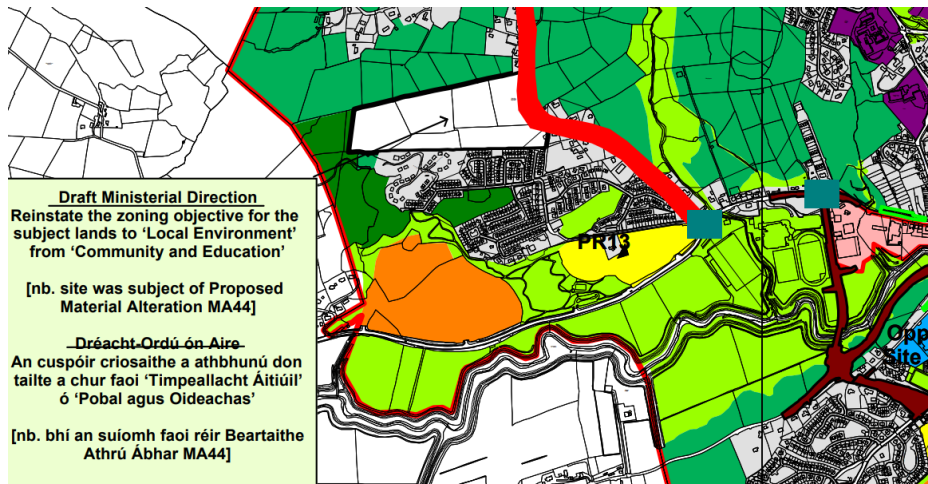 Draft Ministerial Direction
Reinstate the zoning objective for the
subject lands to ‘Local Environment’
from ‘Community and Education’
[nb. site was subject of Proposed
Material Alteration MA44]
Dréacht-Ordú ón Aire
An cuspóir criosaithe a athbhunú don
tailte a chur faoi ‘Timpeallacht Áitiúil’
ó ‘Pobal agus Oideachas’
[nb. bhí an suíomh faoi réir Beartaithe
Athrú Ábhar MA44]
PR13
Opp
Site